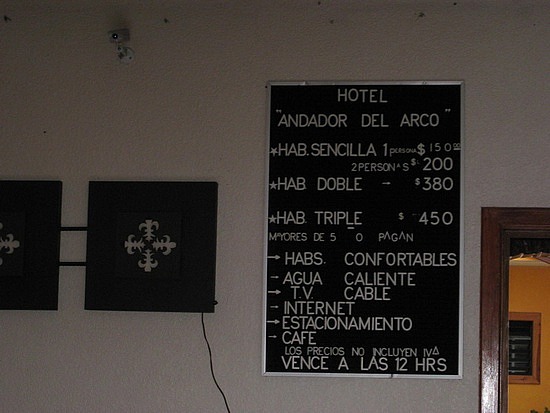 HOTEL
"ANDADOR DEL ARCO"
★HAB. SENCILLA 1 PERSONA $ 150.00
2 PERSONAS $ 200
★HAB DOBLE - $ 380
★HAB. TRIPLE $ - 450
MAYORES DE 5 O PAGAN
→ HABS. CONFORTABLES
→ AGUA CALIENTE
→ T.V. CABLE
→ INTERNET
→ ESTACIONAMIENTO
→ CAFE
LOS PRECIOS NO INCLUYEN IVA
VENCE A LAS 12 HRS